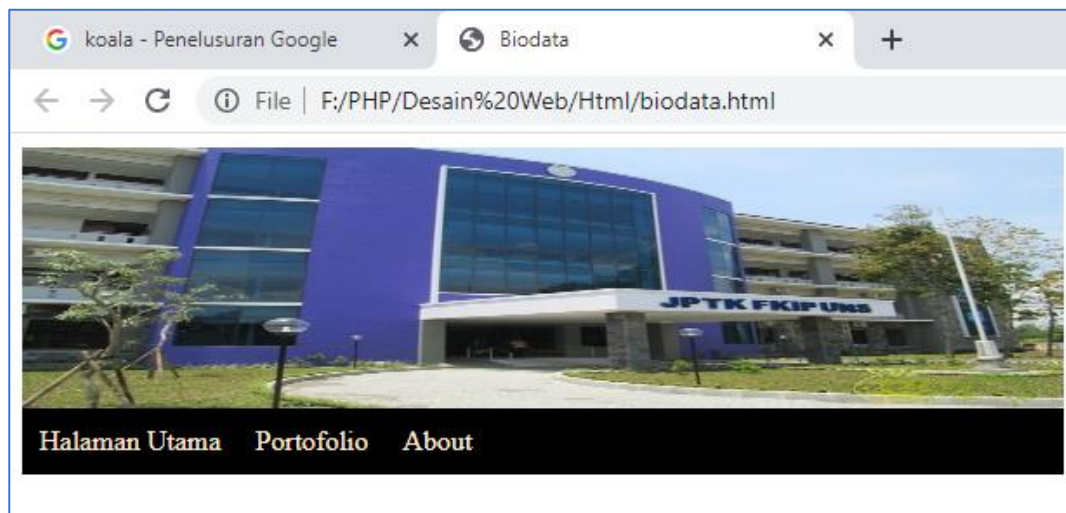 koala - Penelusuran Google
Biodata
File | F:/PHP/Desain%20Web/Html/biodata.html
JPTK FKIP UNS
Halaman Utama Portofolio About